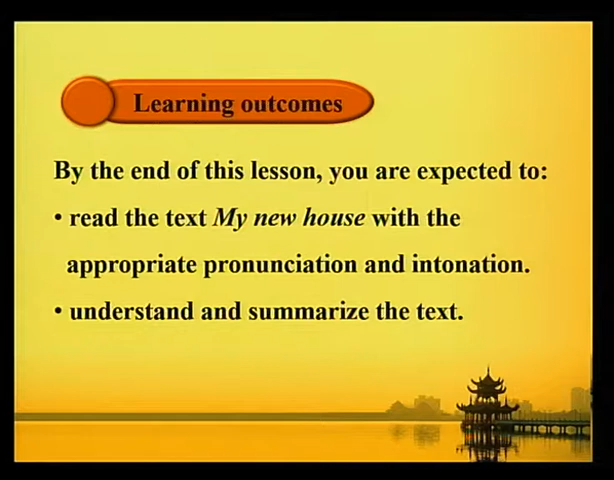 Learning outcomes
By the end of this lesson, you are expected to:
• read the text My new house with the
appropriate pronunciation and intonation.
• understand and summarize the text.